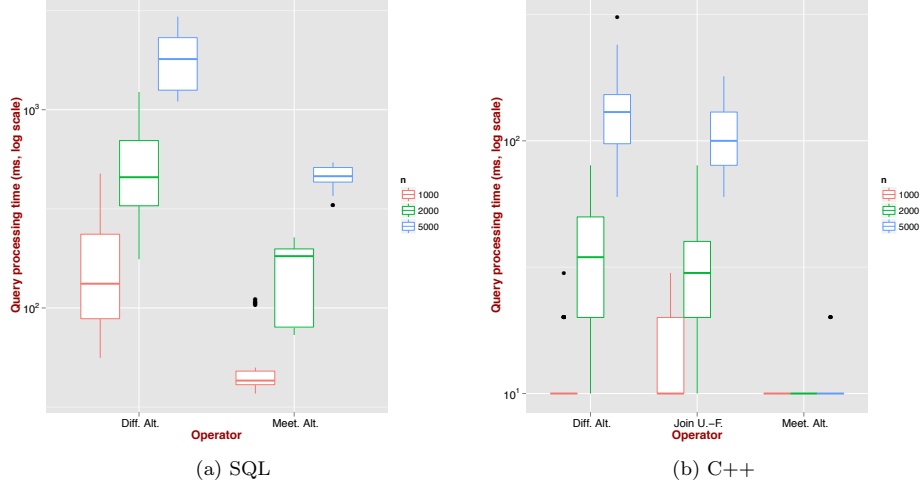 Query processing time (ms, log scale)
10^3
10^2
Diff. Alt.
Meet. Alt.
Operator
n
1000
2000
5000
(a) SQL
Query processing time (ms, log scale)
10^2
10^1
Diff. Alt.
Join U.-F.
Meet. Alt.
Operator
n
1000
2000
5000
(b) C++